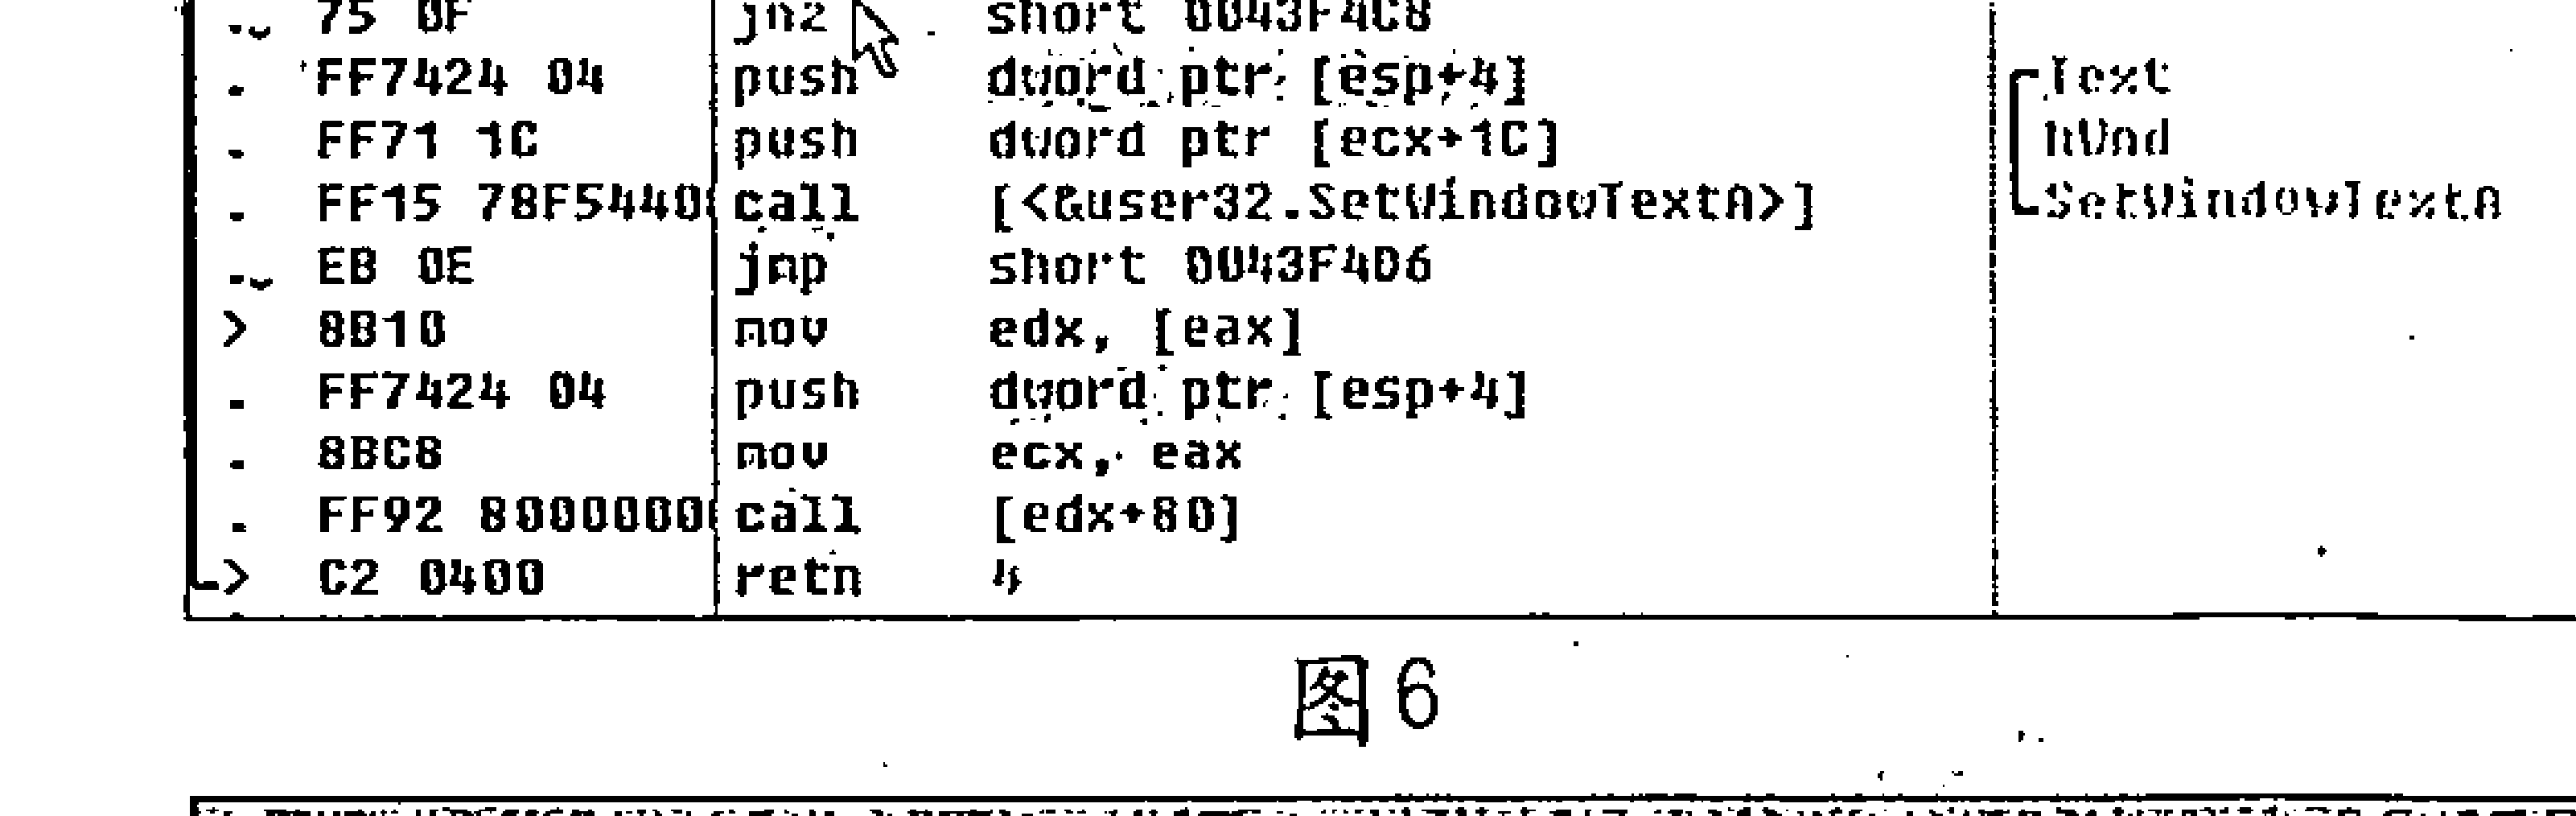 75 0F jnz short 0043F4C8
FF7424 04 push dword ptr [esp+4] Text
FF71 1C push dword ptr [ecx+1C] hWnd
FF15 78F5440 call [<&user32.SetWindowTextA>] SetWindowTextA
EB 0E jmp short 0043F4D6
> 8B10 mov edx, [eax]
. FF7424 04 push dword ptr [esp+4]
. 8BC8 mov ecx, eax
. FF92 8000000 call [edx+80]
> C2 0400 retn 4
图6